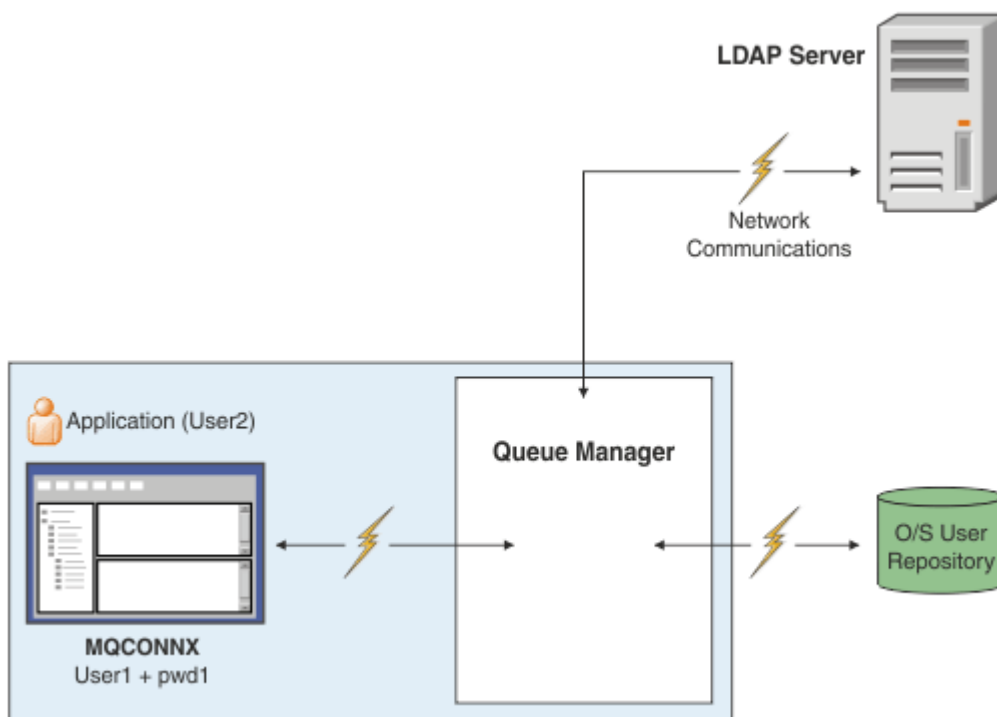 LDAP Server
Network
Communications
Application (User2)
Queue Manager
O/S User
Repository
MQCONNX
User1 + pwd1